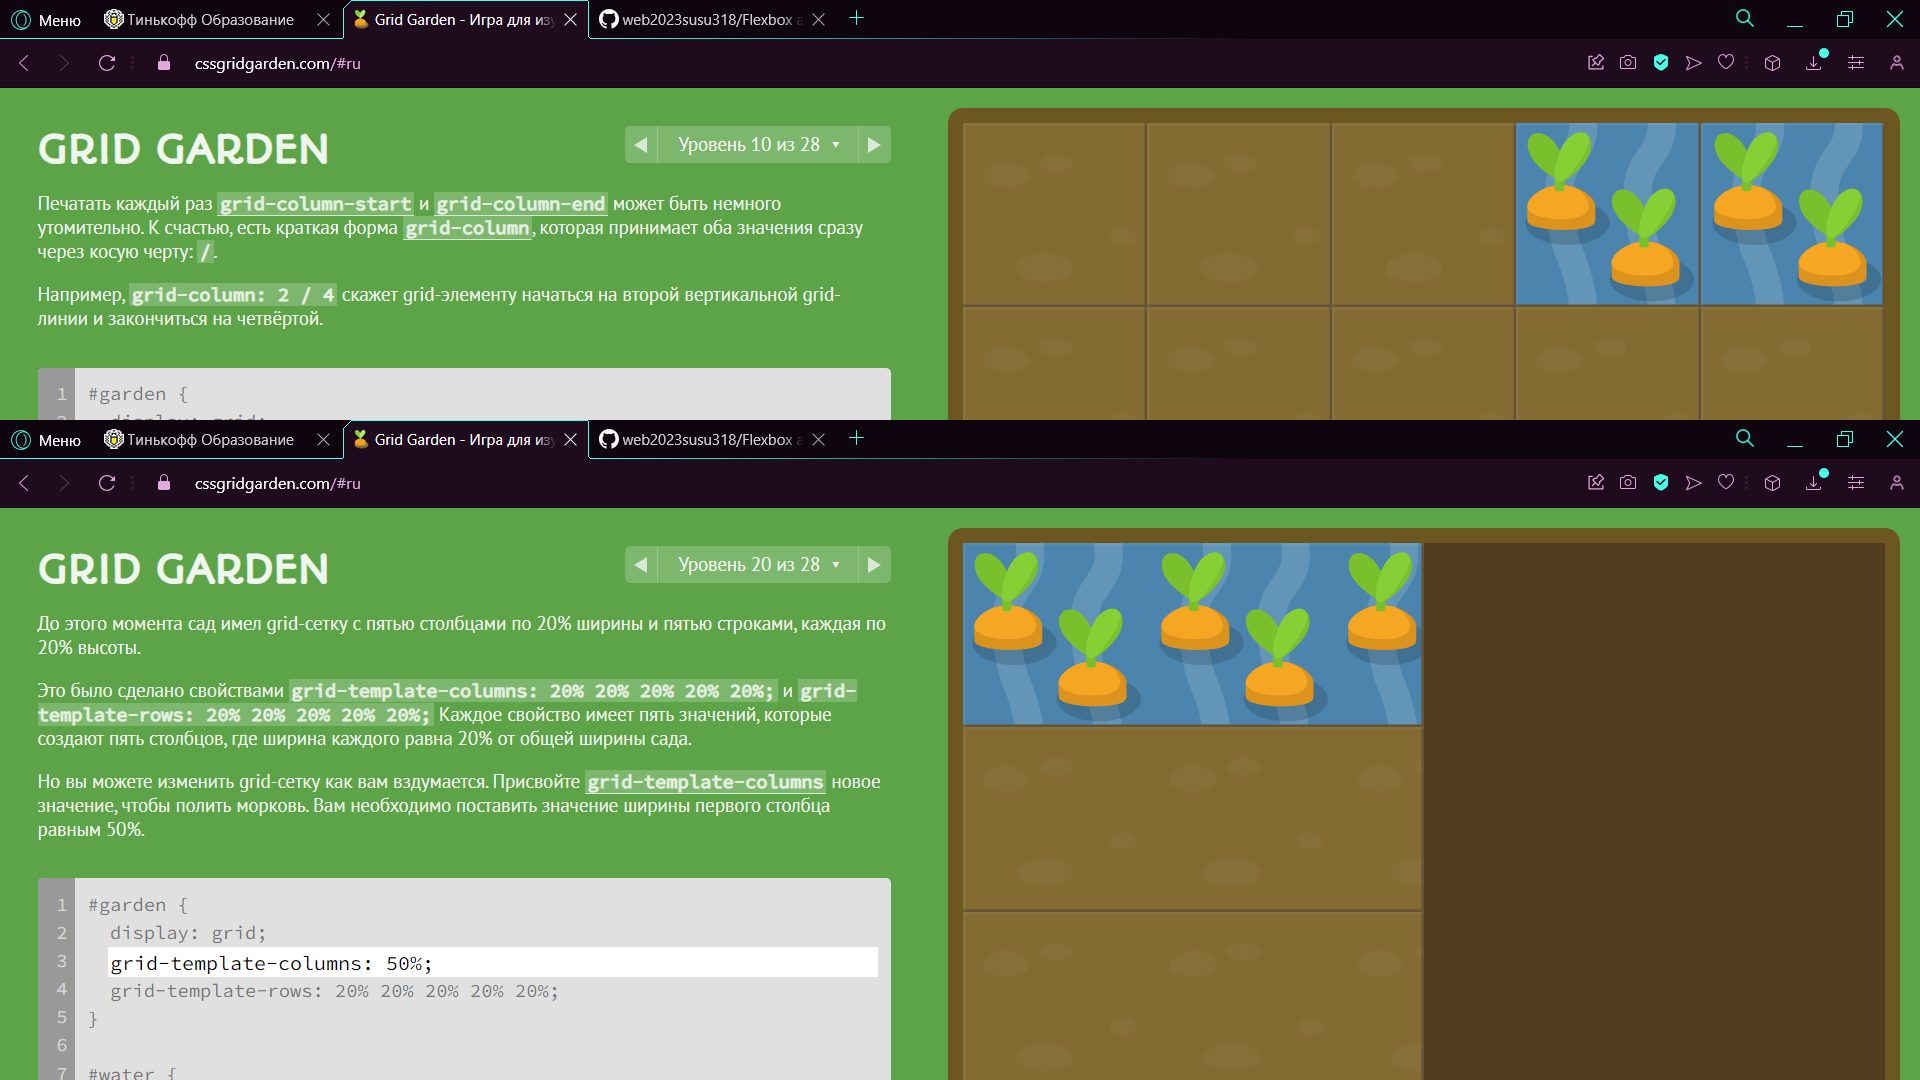 Меню Тинькофф Образование Grid Garden - Игра для из web2023susu318/Flexbox a
cssgridgarden.com/#ru
GRID GARDEN
Уровень 10 из 28
Печатать каждый раз grid-column-start и grid-column-end может быть немного
утомительно. К счастью, есть краткая форма grid-column, которая принимает оба значения сразу
через косую черту: /.
Например, grid-column: 2 / 4 скажет grid-элементу начаться на второй вертикальной grid-
линии и закончиться на четвёртой.
1 #garden {
2 display: grid;
Меню Тинькофф Образование Grid Garden - Игра для из web2023susu318/Flexbox a
cssgridgarden.com/#ru
GRID GARDEN
Уровень 20 из 28
До этого момента сад имел grid-сетку с пятью столбцами по 20% ширины и пятью строками, каждая по
20% высоты.
Это было сделано свойствами grid-template-columns: 20% 20% 20% 20% 20%; и grid-
template-rows: 20% 20% 20% 20% 20%; Каждое свойство имеет пять значений, которые
создают пять столбцов, где ширина каждого равна 20% от общей ширины сада.
Но вы можете изменить grid-сетку как вам вздумается. Присвойте grid-template-columns новое
значение, чтобы полить морковь. Вам необходимо поставить значение ширины первого столбца
равным 50%.
1 #garden {
2 display: grid;
3 grid-template-columns: 50%;
4 grid-template-rows: 20% 20% 20% 20% 20%;
5 }
6
7 #water {